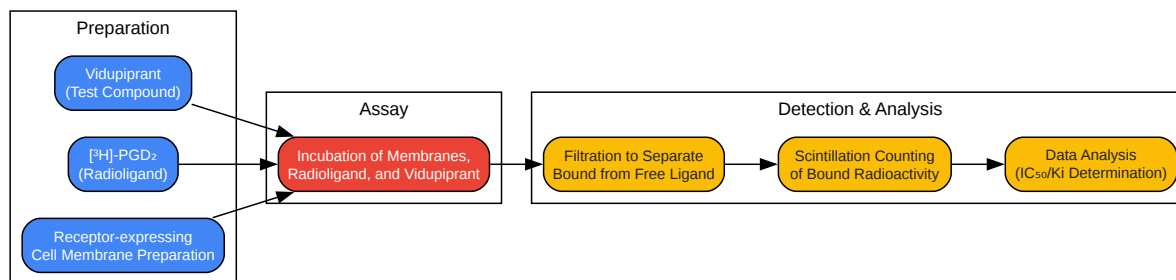 Preparation
Vidupiprant
(Test Compound)
[³H]-PGD₂
(Radioligand)
Receptor-expressing
Cell Membrane Preparation
Assay
Incubation of Membranes,
Radioligand, and Vidupiprant
Detection & Analysis
Filtration to Separate
Bound from Free Ligand
Scintillation Counting
of Bound Radioactivity
Data Analysis
(IC₅₀/Ki Determination)